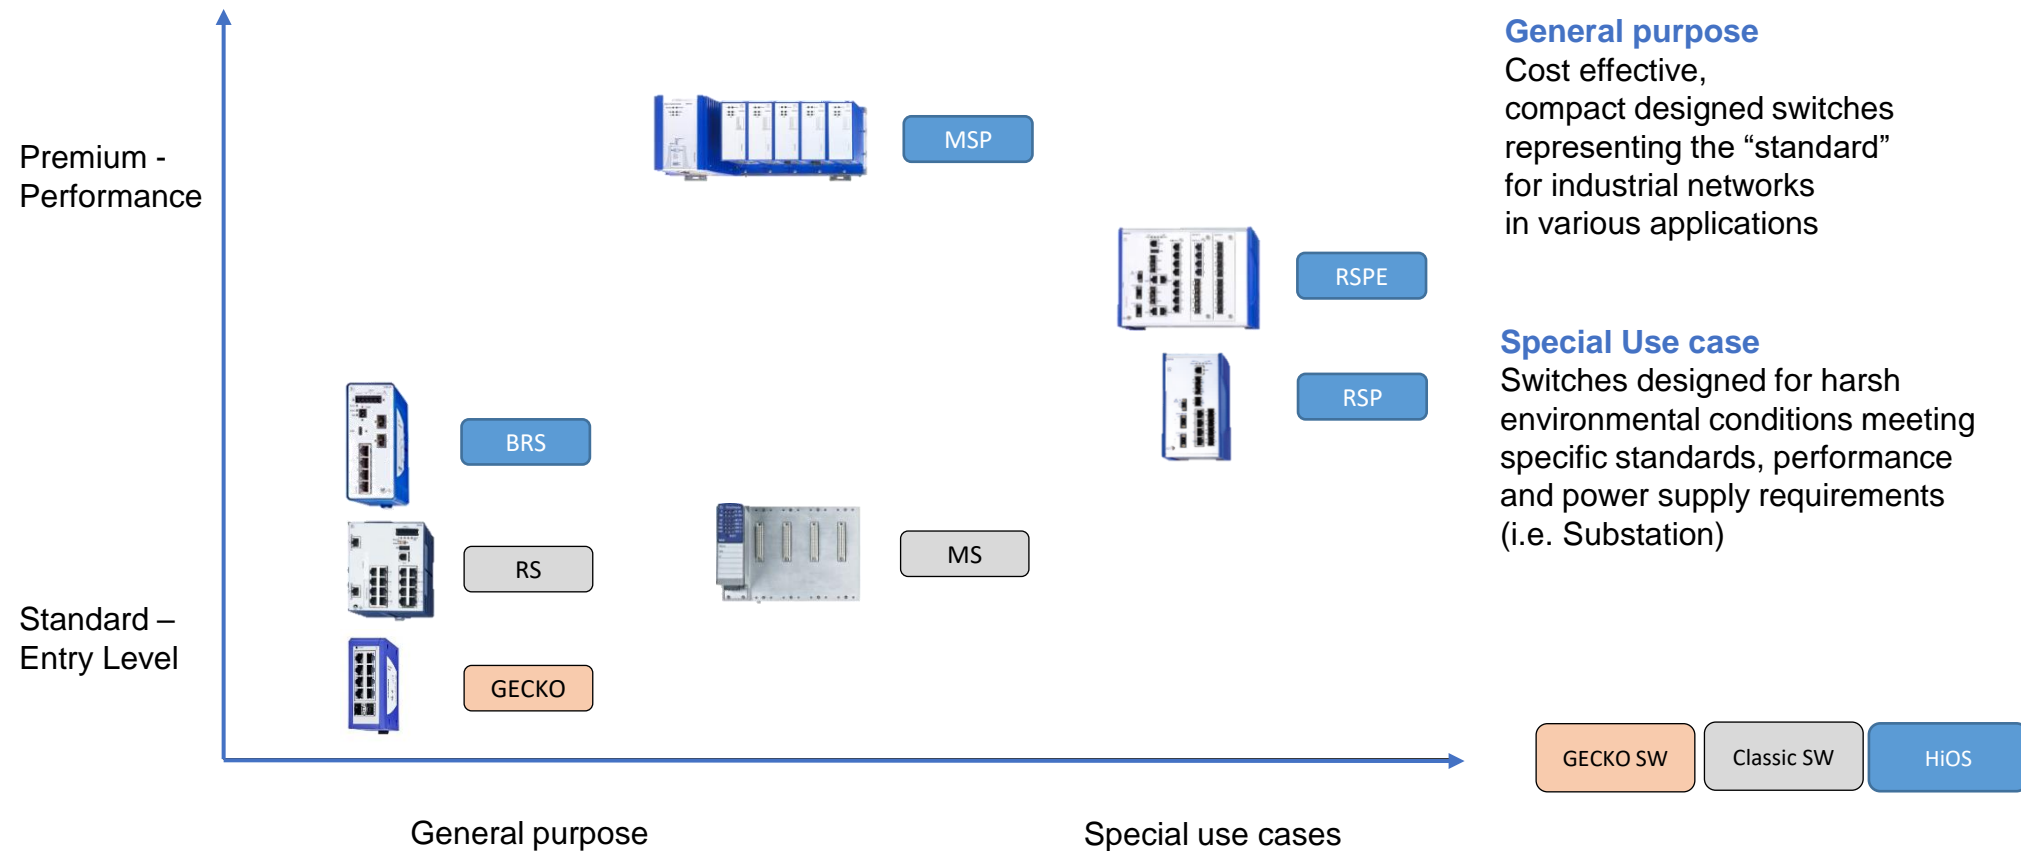 General purpose
Cost effective,
compact designed switches
representing the “standard”
for industrial networks
in various applications
Premium -
Performance
MSP
RSPE
RSP
Special Use case
Switches designed for harsh
environmental conditions meeting
specific standards, performance
and power supply requirements
(i.e. Substation)
BRS
RS
MS
Standard –
Entry Level
GECKO
GECKO SW
Classic SW
HiOS
General purpose
Special use cases